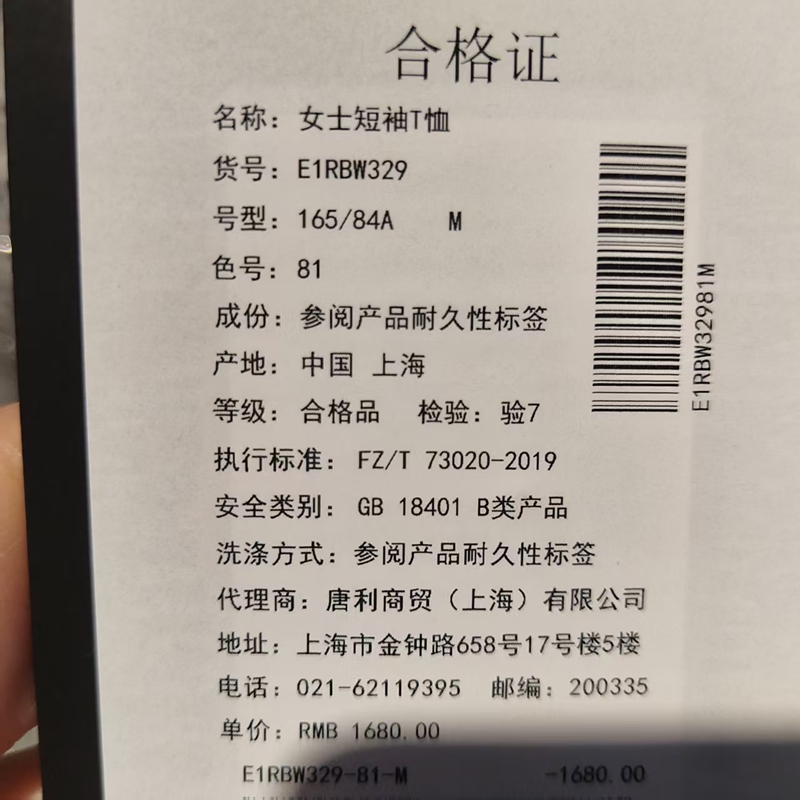 合格证
名称：女士短袖T恤
货号：E1RBW329
号型：165/84A M
色号：81
成份：参阅产品耐久性标签
产地：中国 上海
等级：合格品 检验：验7
执行标准：FZ/T 73020-2019
安全类别：GB 18401 B类产品
洗涤方式：参阅产品耐久性标签
代理商：唐利商贸（上海）有限公司
地址：上海市金钟路658号17号楼5楼
电话：021-62119395 邮编：200335
单价：RMB 1680.00
E1RBW329-81-M -1680.00
E1RBW32981M